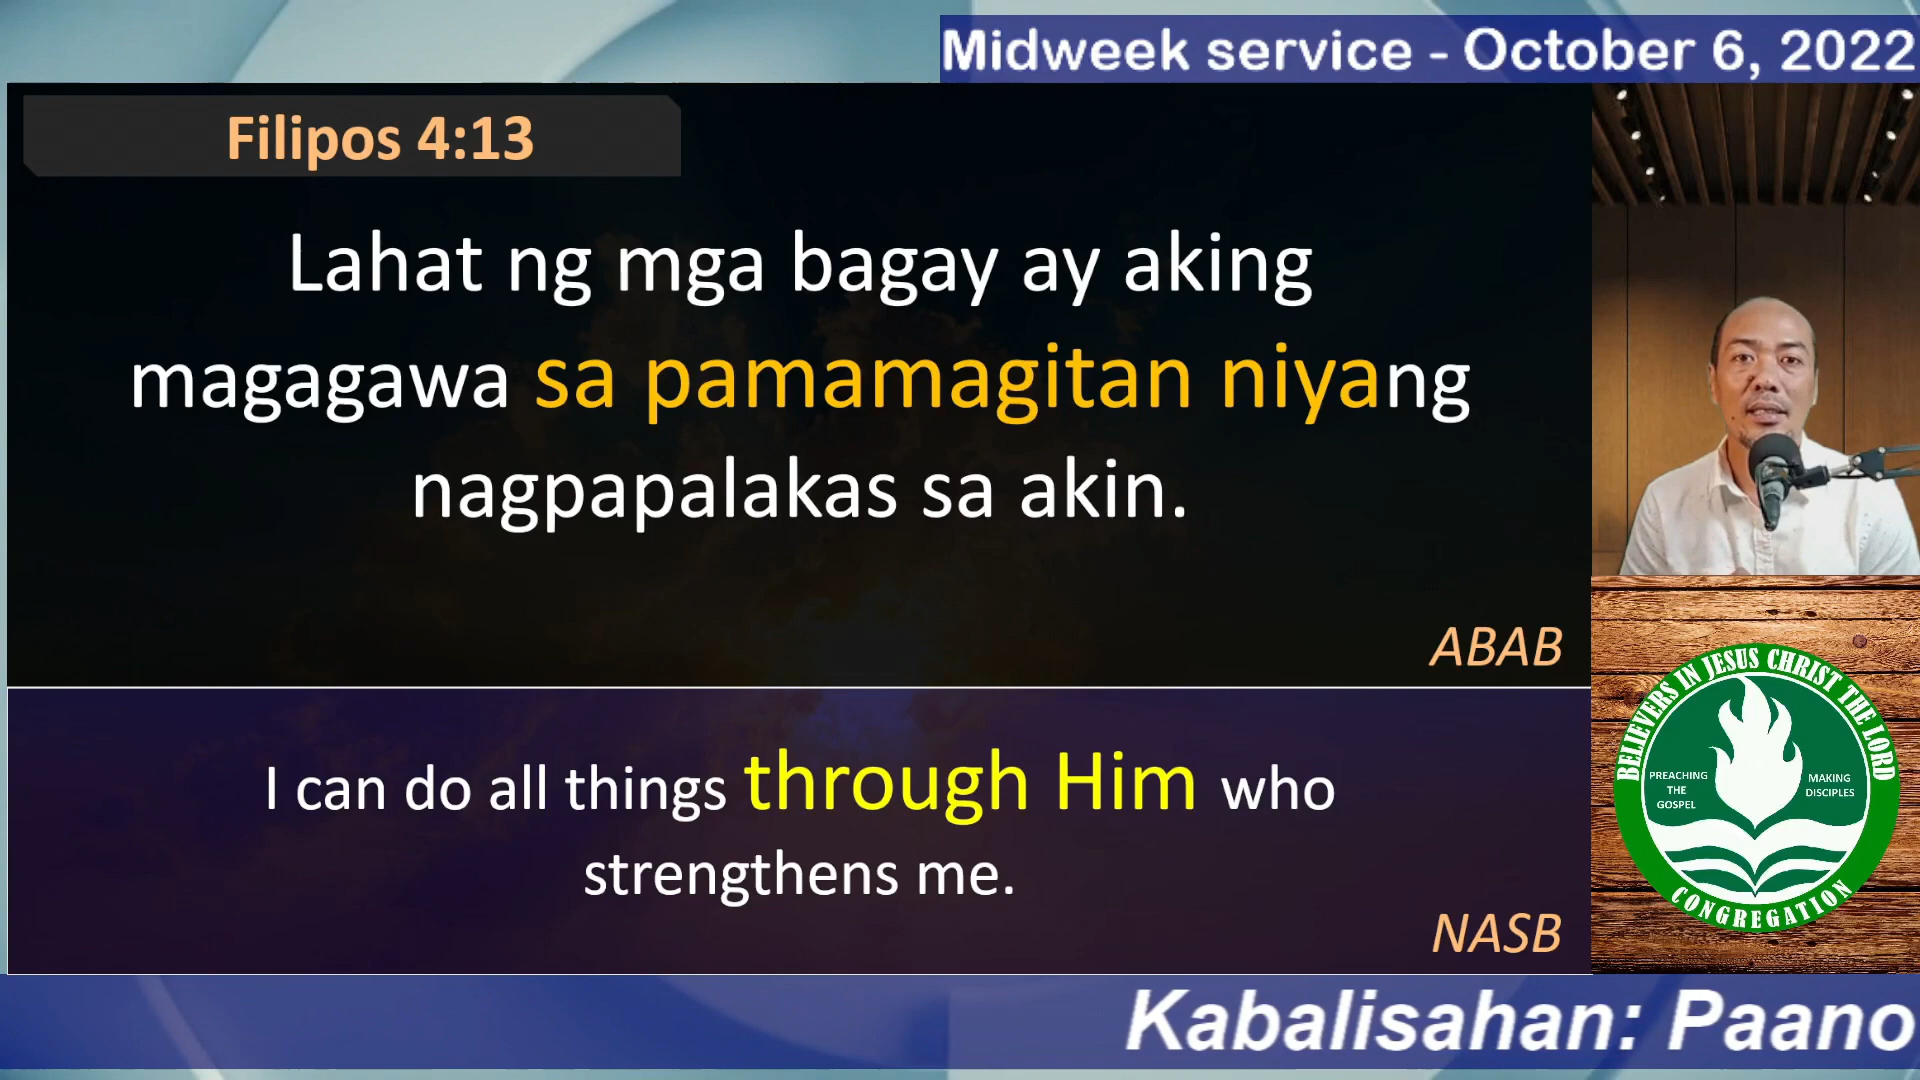 Midweek service - October 6, 2022
Filipos 4:13
Lahat ng mga bagay ay aking
magagawa sa pamamagitan niyang
nagpapalakas sa akin.
ABAB
I can do all things through Him who
strengthens me.
NASB
BELIEVERS IN JESUS CHRIST THE LORD
PREACHING
THE
GOSPEL
MAKING
DISCIPLES
CONGREGATION
Kabalisahan: Paano